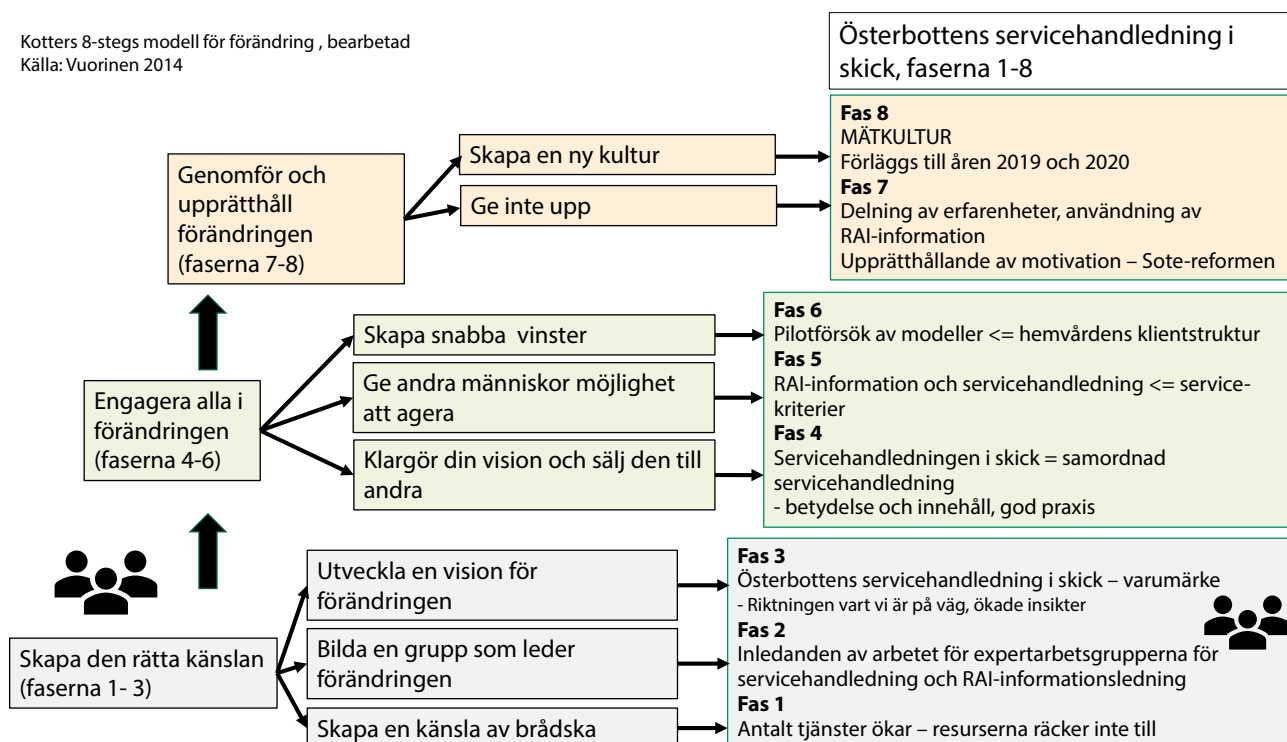 Kotters 8-stegs modell för förändring , bearbetad
Källa: Vuorinen 2014
Österbottens servicehandledning i
skick, faserna 1-8
Genomför och
upprätthåll
förändringen
(faserna 7-8)
Skapa en ny kultur
Ge inte upp
Fas 8
MÄTKULTUR
Förläggs till åren 2019 och 2020
Fas 7
Delning av erfarenheter, användning av
RAI-information
Upprätthållande av motivation – Sote-reformen
Engagera alla i
förändringen
(faserna 4-6)
Skapa snabba  vinster
Ge andra människor möjlighet
att agera
Klargör din vision och sälj den till
andra
Fas 6
Pilotförsök av modeller <= hemvårdens klientstruktur
Fas 5
RAI-information och servicehandledning <= service-
kriterier
Fas 4
Servicehandledningen i skick = samordnad
servicehandledning
- betydelse och innehåll, god praxis
Skapa den rätta känslan
(faserna 1- 3)
Utveckla en vision för
förändringen
Bilda en grupp som leder
förändringen
Skapa en känsla av brådska
Fas 3
Österbottens servicehandledning i skick – varumärke
- Riktningen vart vi är på väg, ökade insikter
Fas 2
Inledanden av arbetet för expertarbetsgrupperna för
servicehandledning och RAI-informationsledning
Fas 1
Antalt tjänster ökar – resurserna räcker inte till